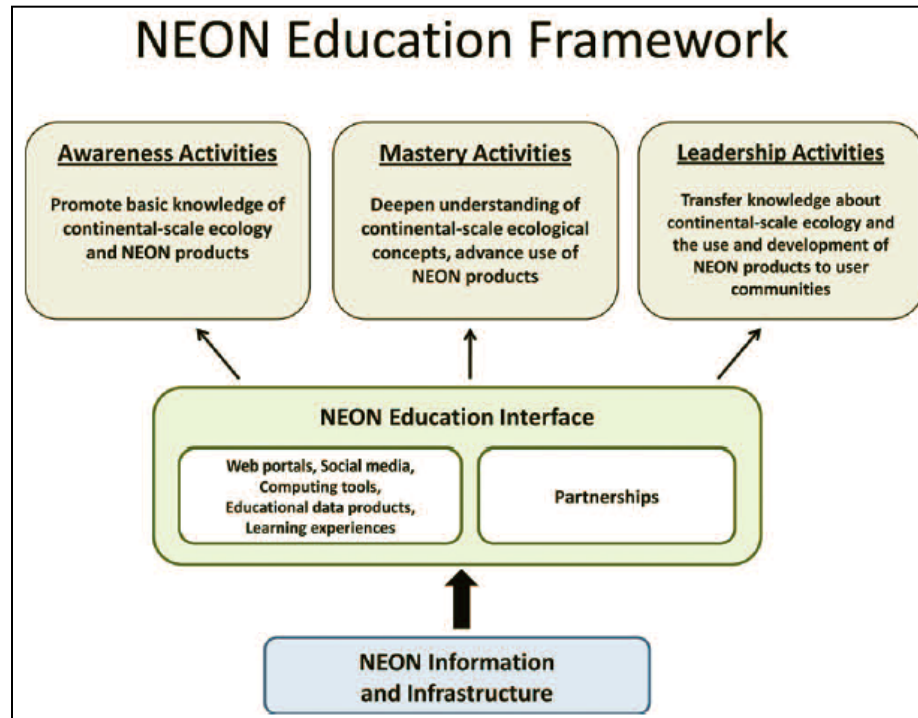 NEON Education Framework
Awareness Activities
Promote basic knowledge of
continental-scale ecology
and NEON products
Mastery Activities
Deepen understanding of
continental-scale ecological
concepts, advance use of
NEON products
Leadership Activities
Transfer knowledge about
continental-scale ecology and
the use and development of
NEON products to user
communities
NEON Education Interface
Web portals, Social media,
Computing tools,
Educational data products,
Learning experiences
Partnerships
NEON Information
and Infrastructure